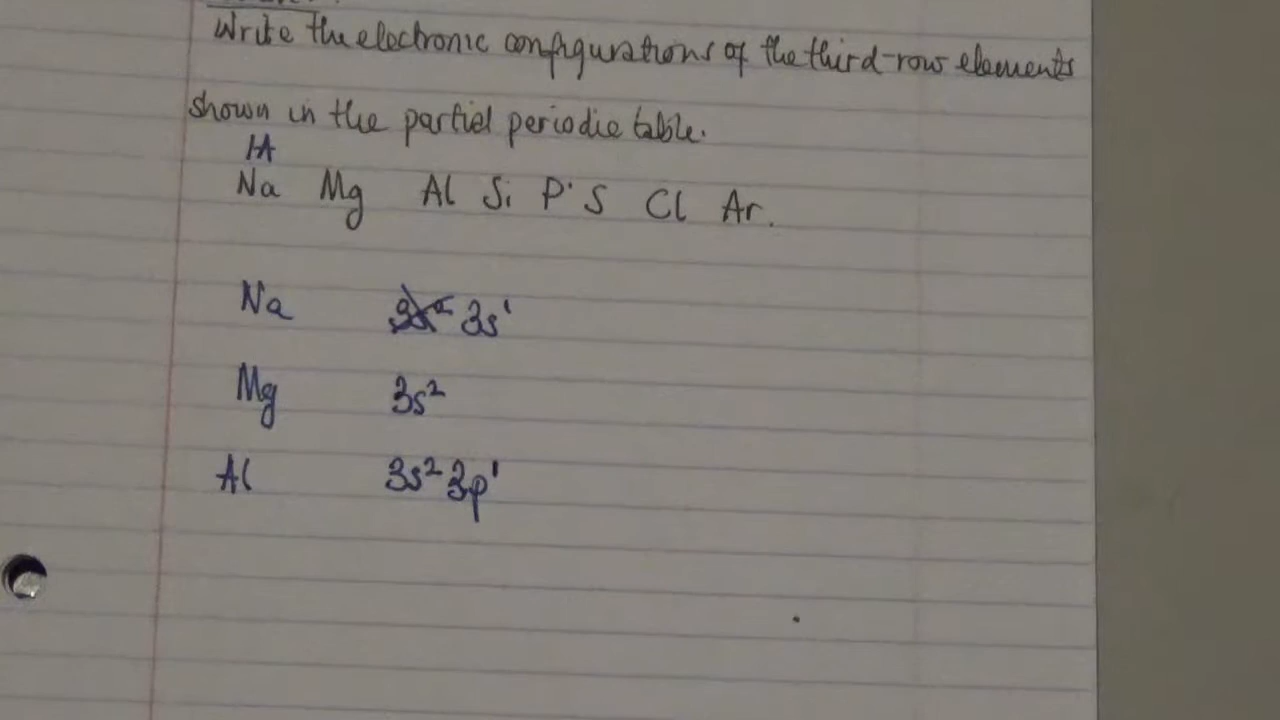 Write the electronic configurations of the third-row elements
shown in the partial periodic table.
IA
Na Mg Al Si P S Cl Ar.
Na 3s¹
Mg 3s²
Al 3s² 3p¹